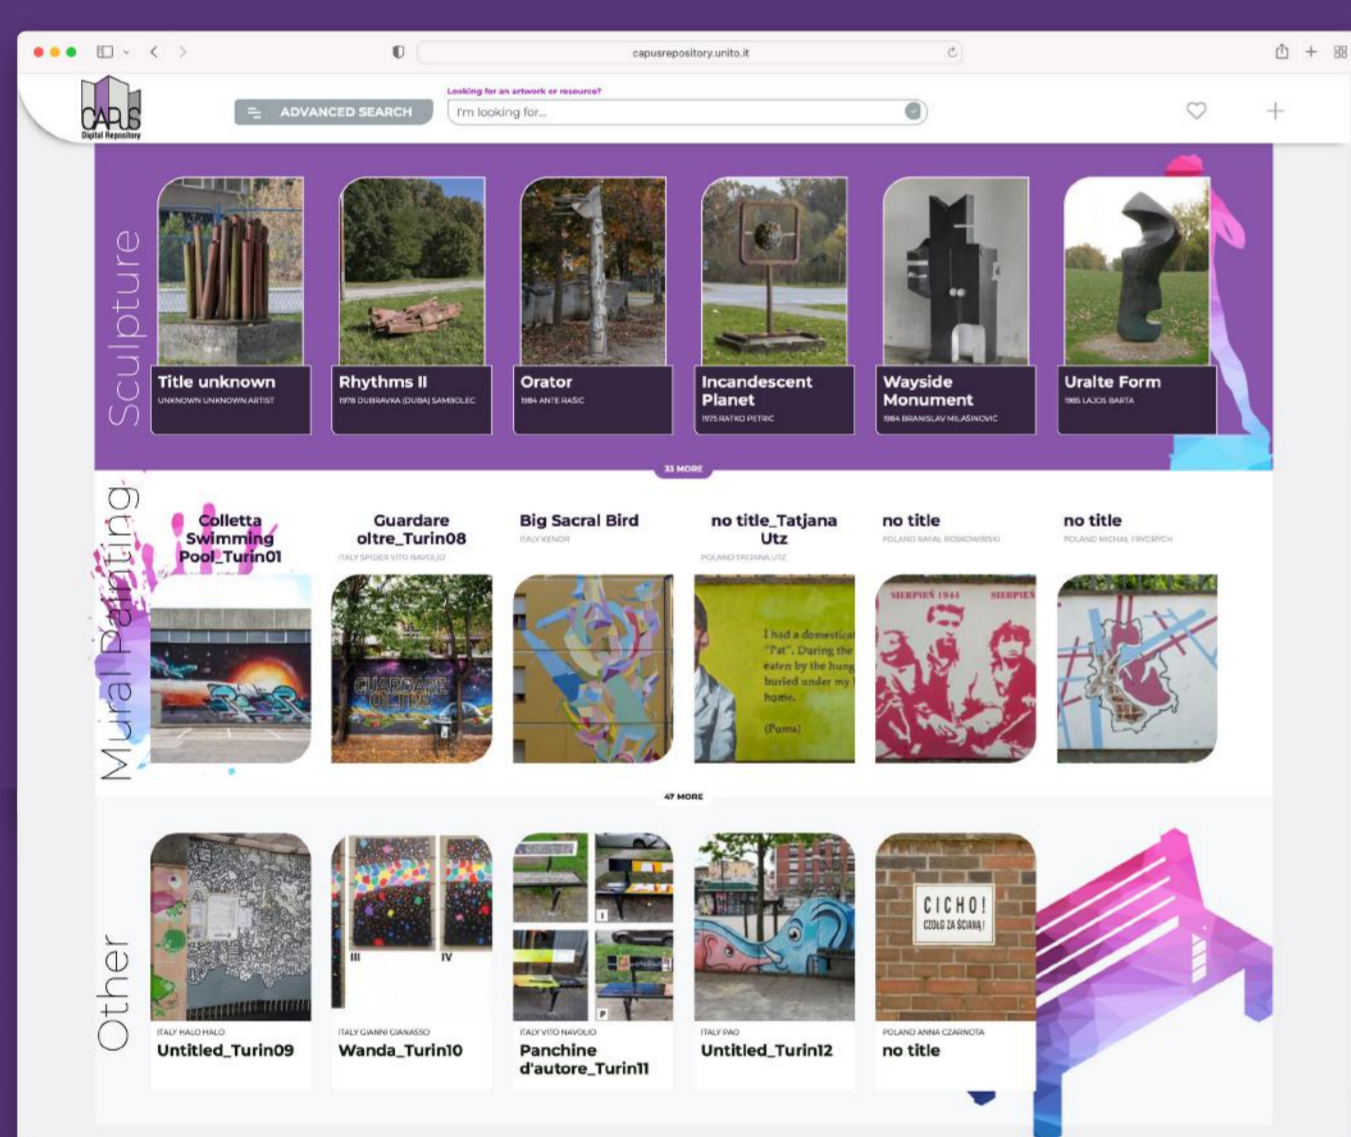 capusrepository.unito.it
CAPUS
Digital Repository
ADVANCED SEARCH
Looking for an artwork or resource?
I'm looking for...
Sculpture
Title unknown
UNKNOWN UNKNOWN ARTIST
Rhythms II
1978 DUBRAVKA (DUBA) SAMBOLEC
Orator
1984 ANTE RAŠIC
Incandescent
Planet
1975 RATKO PETRIC
Wayside
Monument
1984 BRANISLAV MILAŠINOVIĆ
Uralte Form
1985 LAJOS BARTA
33 MORE
Mural Painting
Colletta
Swimming
Pool_Turin01
Guardare
oltre_Turin08
ITALY SPIDER VITO NAVOLIO
Big Sacral Bird
ITALY KENOR
no title_Tatjana
Utz
POLAND TATJANA UTZ
no title
POLAND RAFAŁ ROSKOWIŃSKI
no title
POLAND MICHAŁ FRYDRYCH
GUARDARE
OLTRE
I had a domestica
"Pat". During the
eaten by the hung
buried under my
home.
(Puma)
SIERPIEŃ 1944
SIERPIEŃ
47 MORE
Other
III
IV
I
P
CICHO!
CZOŁG ZA ŚCIANĄ!
ITALY HALO HALO
Untitled_Turin09
ITALY GIANNI GIANASSO
Wanda_Turin10
ITALY VITO NAVOLIO
Panchine
d'autore_Turin11
ITALY PAO
Untitled_Turin12
POLAND ANNA CZARNOTA
no title